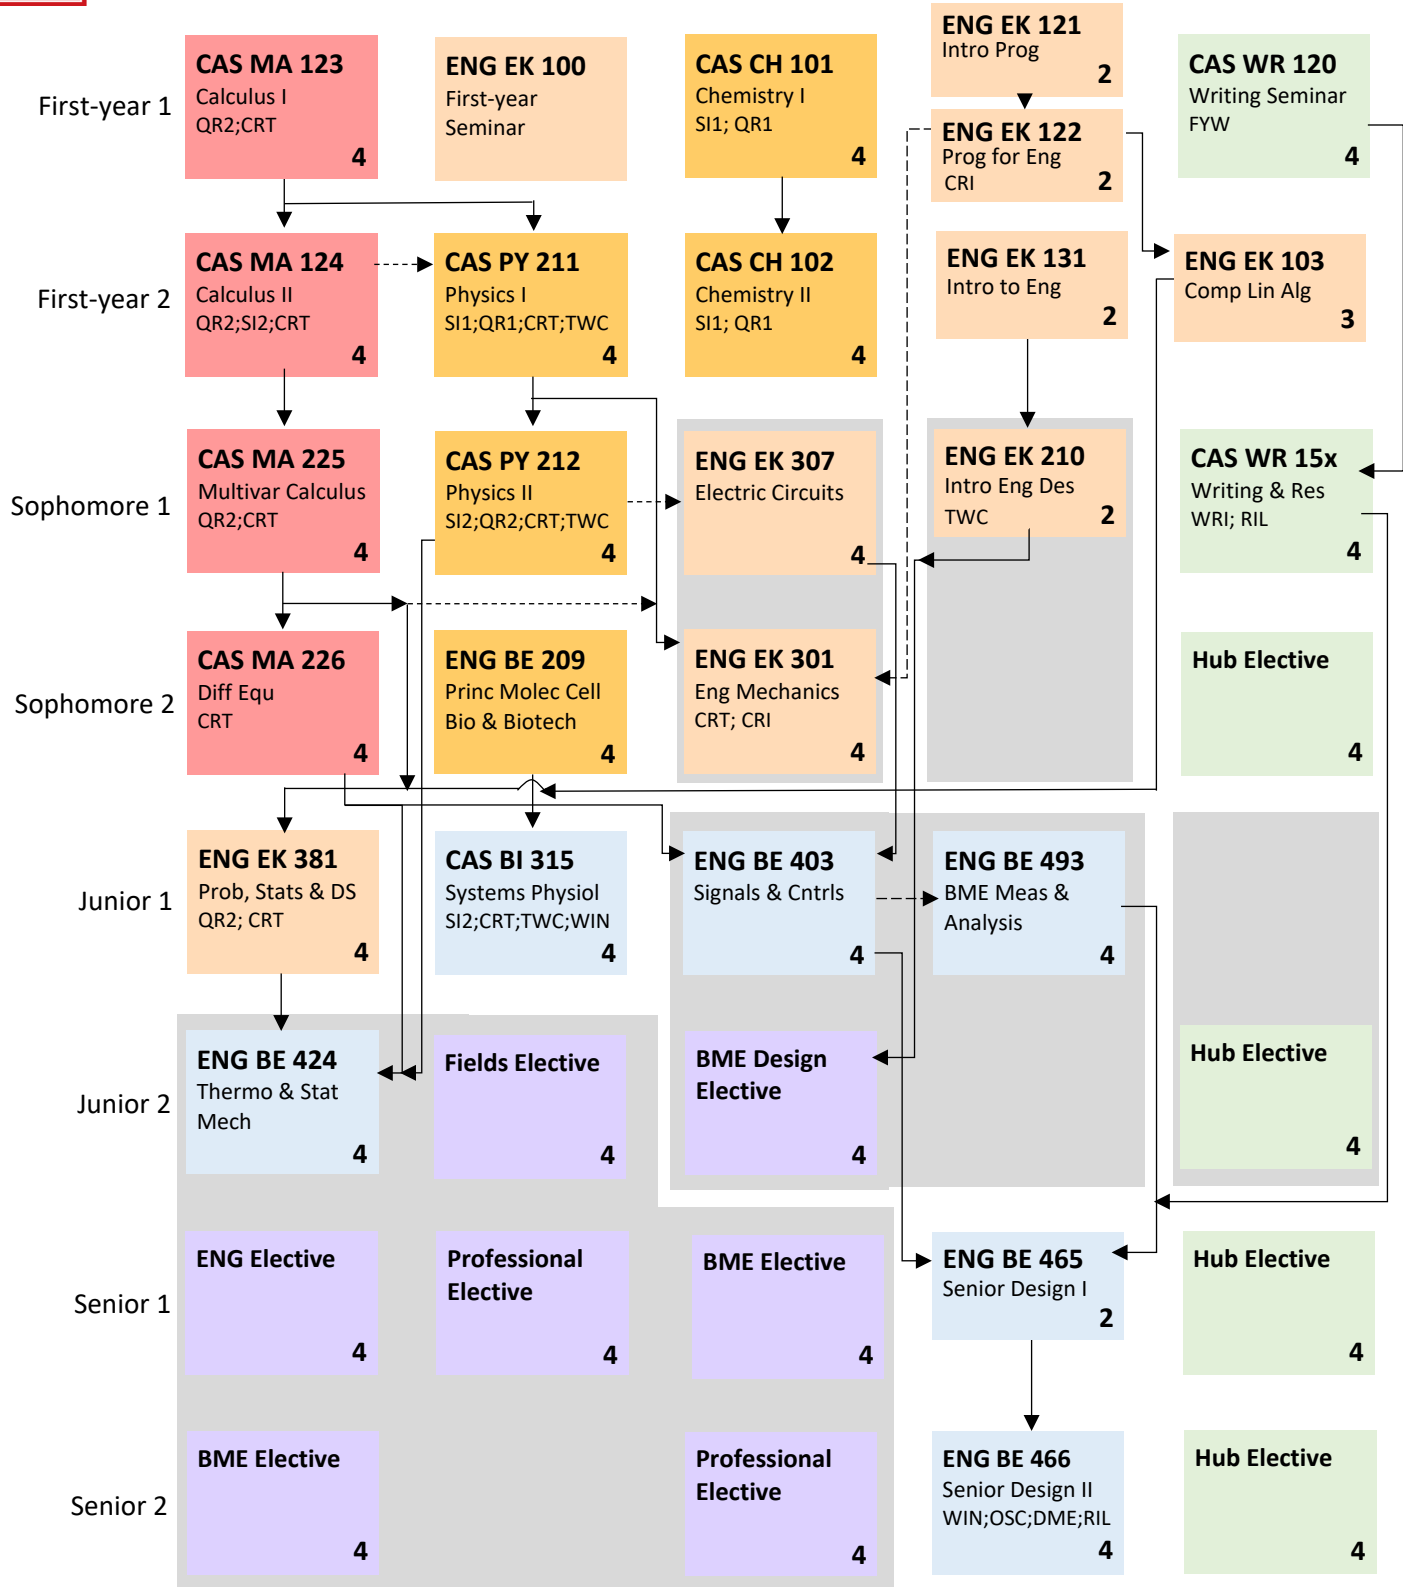 First-year 1
CAS MA 123
Calculus I
QR2;CRT
4
ENG EK 100
First-year
Seminar
CAS CH 101
Chemistry I
SI1; QR1
4
ENG EK 121
Intro Prog
2
ENG EK 122
Prog for Eng
CRI
2
CAS WR 120
Writing Seminar
FYW
4
First-year 2
CAS MA 124
Calculus II
QR2;SI2;CRT
4
CAS PY 211
Physics I
SI1;QR1;CRT;TWC
4
CAS CH 102
Chemistry II
SI1; QR1
4
ENG EK 131
Intro to Eng
2
ENG EK 103
Comp Lin Alg
3
Sophomore 1
CAS MA 225
Multivar Calculus
QR2;CRT
4
CAS PY 212
Physics II
SI2;QR2;CRT;TWC
4
ENG EK 307
Electric Circuits
4
ENG EK 210
Intro Eng Des
TWC
2
CAS WR 15x
Writing & Res
WRI; RIL
4
Sophomore 2
CAS MA 226
Diff Equ
CRT
4
ENG BE 209
Princ Molec Cell
Bio & Biotech
4
ENG EK 301
Eng Mechanics
CRT; CRI
4
Hub Elective
4
Junior 1
ENG EK 381
Prob, Stats & DS
QR2; CRT
4
CAS BI 315
Systems Physiol
SI2;CRT;TWC;WIN
4
ENG BE 403
Signals & Cntrls
4
ENG BE 493
BME Meas &
Analysis
4
Junior 2
ENG BE 424
Thermo & Stat
Mech
4
Fields Elective
4
BME Design
Elective
4
Hub Elective
4
Senior 1
ENG Elective
4
Professional
Elective
4
BME Elective
4
ENG BE 465
Senior Design I
2
Hub Elective
4
Senior 2
BME Elective
4
Professional
Elective
4
ENG BE 466
Senior Design II
WIN;OSC;DME;RIL
4
Hub Elective
4